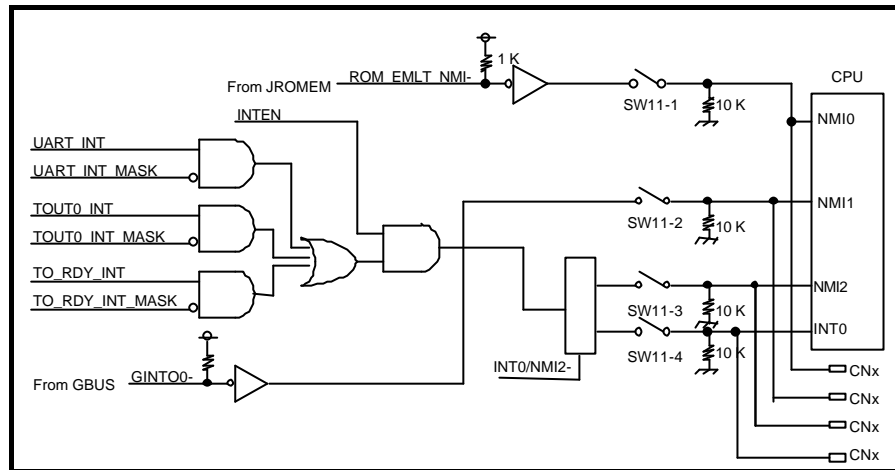 1 K
CPU
From JROMEM
ROM_EMLT_NMI-
SW11-1
10 K
NMI0
INTEN
UART_INT
UART_INT_MASK
SW11-2
10 K
NMI1
TOUT0_INT
TOUT0_INT_MASK
TO_RDY_INT
TO_RDY_INT_MASK
SW11-3
10 K
NMI2
SW11-4
10 K
INT0
INT0/NMI2-
From GBUS
GINTO0-
CNx
CNx
CNx
CNx